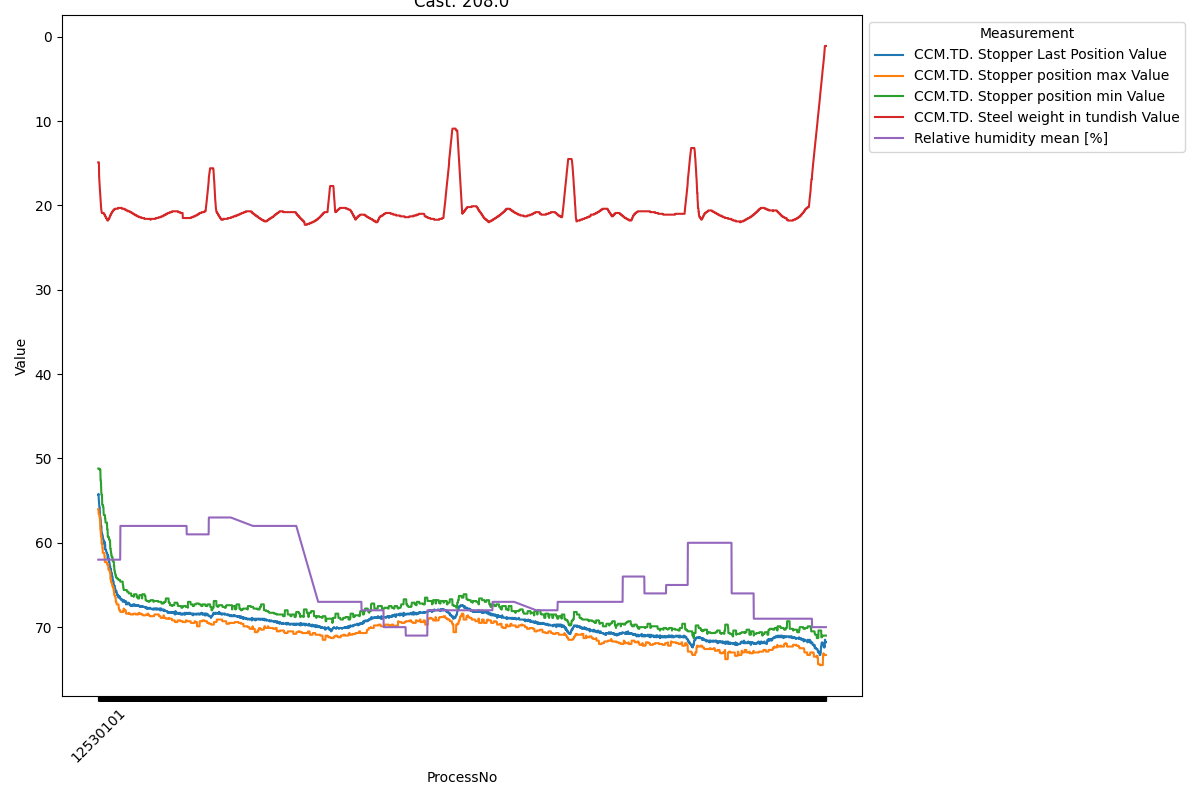 Cast: 208.0
Measurement
CCM.TD. Stopper Last Position Value
CCM.TD. Stopper position max Value
CCM.TD. Stopper position min Value
CCM.TD. Steel weight in tundish Value
Relative humidity mean [%]
0
10
20
30
40
50
60
70
Value
12530101
ProcessNo